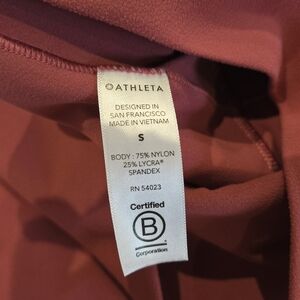 ATHLETA
DESIGNED IN
SAN FRANCISCO
MADE IN VIETNAM
S
BODY: 75% NYLON
25% LYCRA®
SPANDEX
RN 54023
Certified
B
Corporation